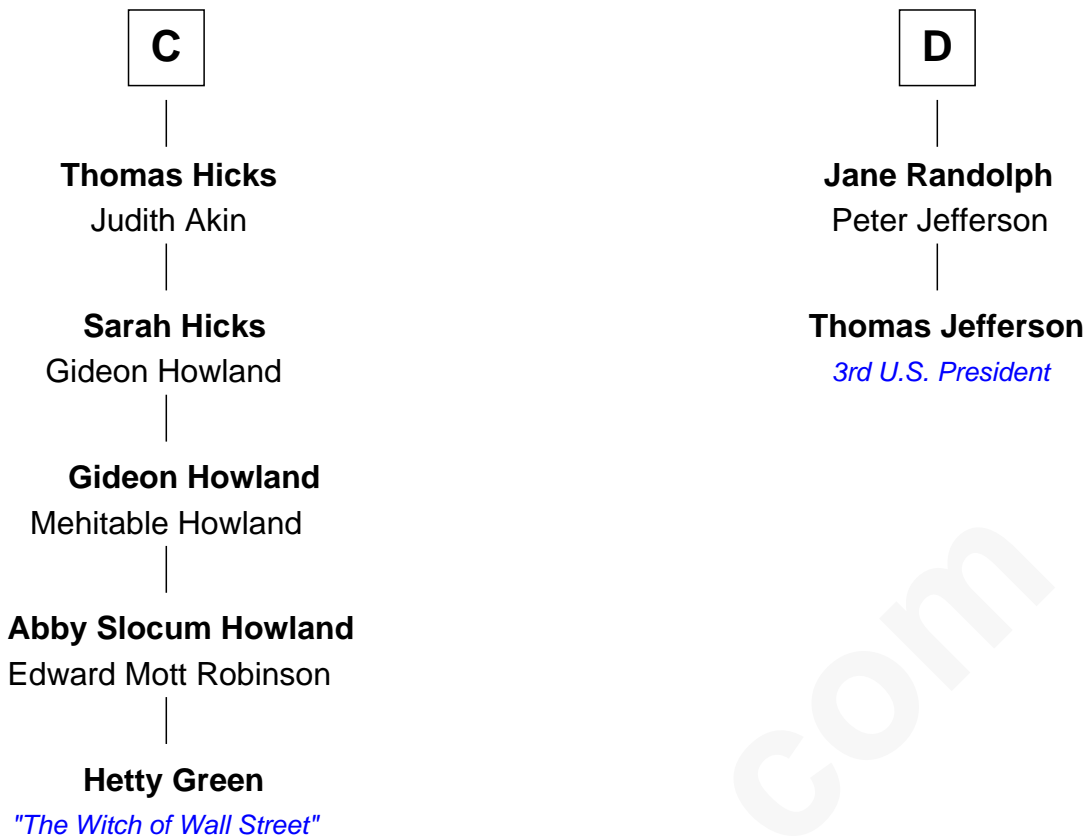 C
Thomas Hicks
Judith Akin
Sarah Hicks
Gideon Howland
Gideon Howland
Mehitable Howland
Abby Slocum Howland
Edward Mott Robinson
Hetty Green
"The Witch of Wall Street"
D
Jane Randolph
Peter Jefferson
Thomas Jefferson
3rd U.S. President
com